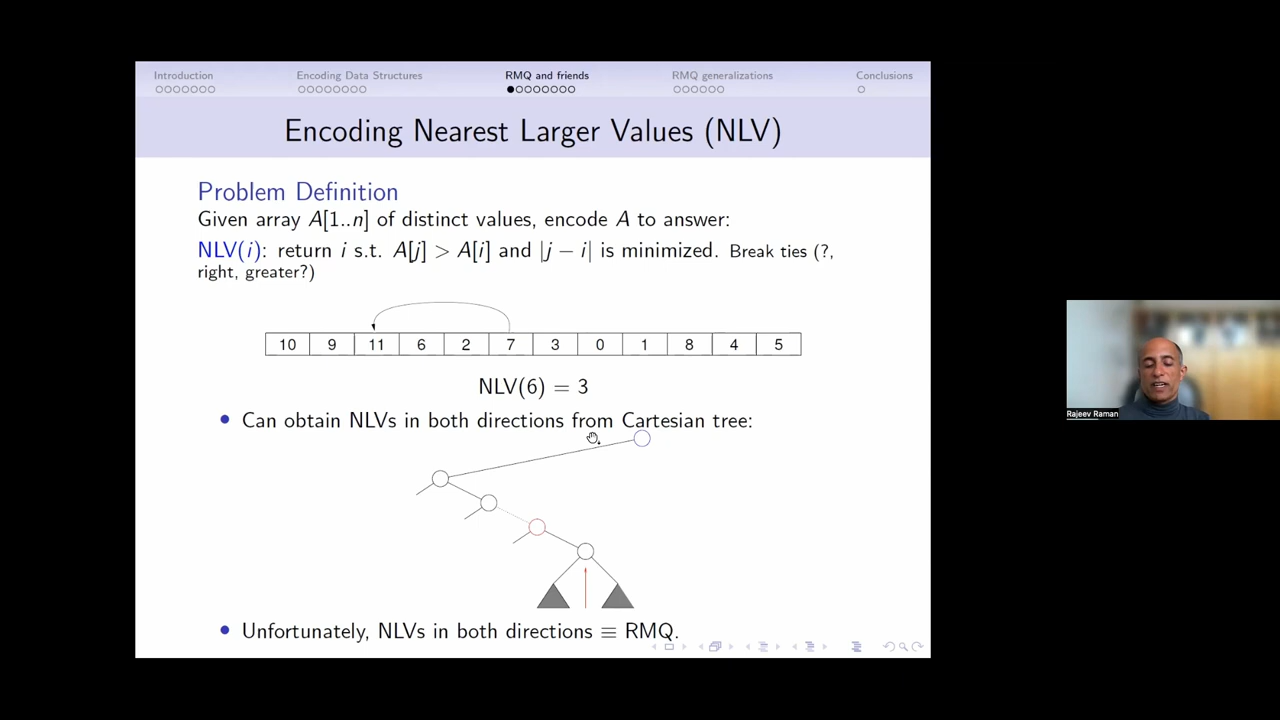 Introduction Encoding Data Structures RMQ and friends RMQ generalizations Conclusions
Encoding Nearest Larger Values (NLV)
Problem Definition
Given array A[1..n] of distinct values, encode A to answer:
NLV(i): return i s.t. A[j] > A[i] and |j − i| is minimized. Break ties (?,
right, greater?)
10 9 11 6 2 7 3 0 1 8 4 5
NLV(6) = 3
• Can obtain NLVs in both directions from Cartesian tree:
• Unfortunately, NLVs in both directions ≡ RMQ.
Rajeev Raman